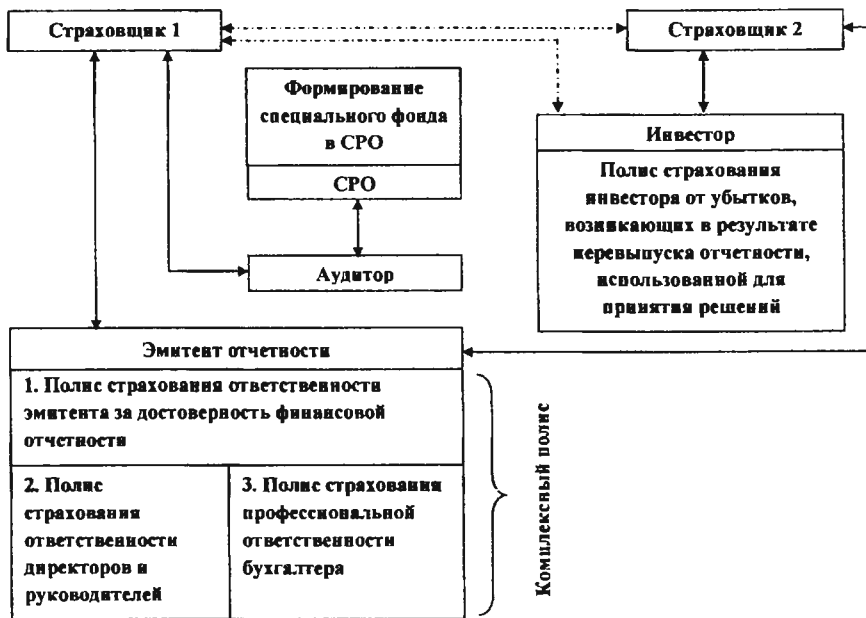 Страховщик 1
Страховщик 2
Формирование
специального фонда
в СРО
СРО
Аудитор
Инвестор
Полис страхования
инвестора от убытков,
возникающих в результате
перевыпуска отчетности,
использованной для
принятия решений
Эмитент отчетности
1. Полис страхования ответственности
эмитента за достоверность финансовой
отчетности
2. Полис
страхования
ответственности
директоров и
руководителей
3. Полис страхования
профессиональной
ответственности
бухгалтера
Комплексный полис